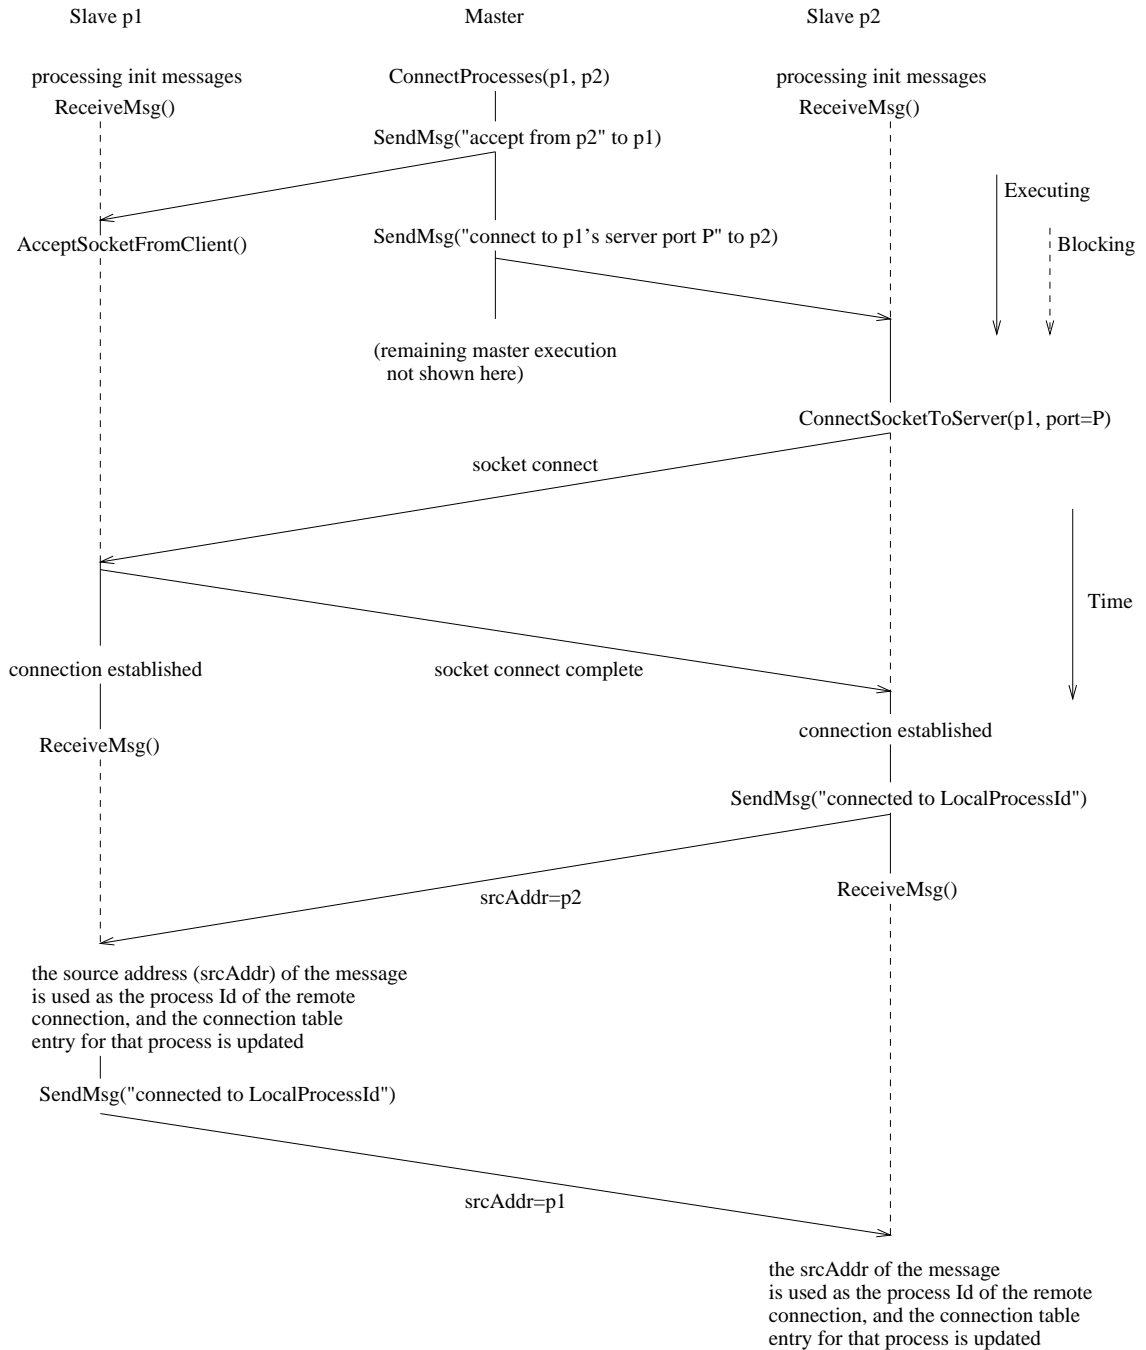 Slave p1
Master
Slave p2
processing init messages
ConnectProcesses(p1, p2)
processing init messages
ReceiveMsg()
ReceiveMsg()
SendMsg("accept from p2" to p1)
Executing
AcceptSocketFromClient()
SendMsg("connect to p1's server port P" to p2)
Blocking
(remaining master execution
not shown here)
ConnectSocketToServer(p1, port=P)
socket connect
Time
connection established
socket connect complete
connection established
ReceiveMsg()
SendMsg("connected to LocalProcessId")
ReceiveMsg()
srcAddr=p2
the source address (srcAddr) of the message
is used as the process Id of the remote
connection, and the connection table
entry for that process is updated
SendMsg("connected to LocalProcessId")
srcAddr=p1
the srcAddr of the message
is used as the process Id of the remote
connection, and the connection table
entry for that process is updated